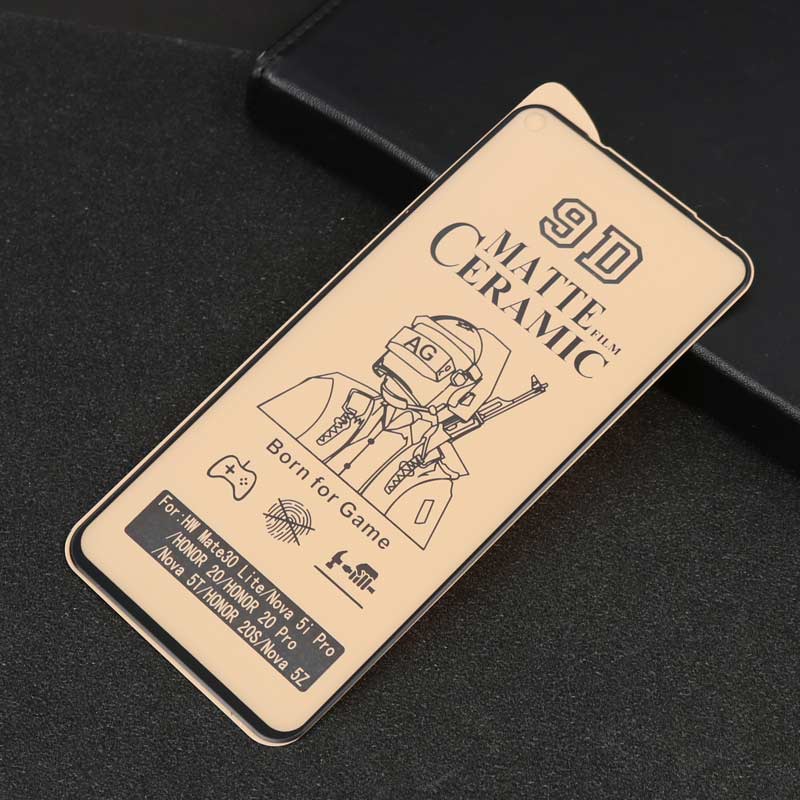 9D
MATTE FILM
CERAMIC
AG
Born for Game
For:HW Mate30 Lite/Nova 5i Pro
/HONOR 20/HONOR 20 Pro
/Nova 5T/HONOR 20S/Nova 5Z